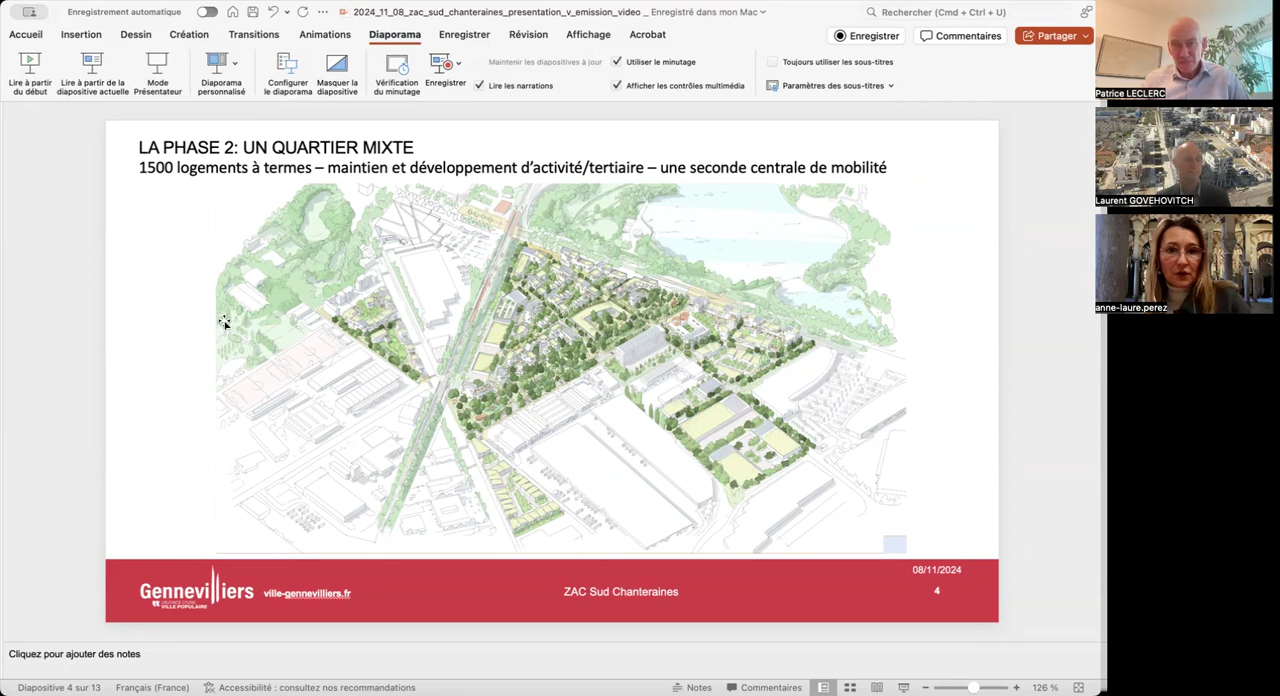 Enregistrement automatique
2024_11_08_zac_sud_chanteraines_presentation_v_emission_video _ Enregistré dans mon Mac
Rechercher (Cmd + Ctrl + U)
Accueil Insertion Dessin Création Transitions Animations Diaporama Enregistrer Révision Affichage Acrobat
Enregistrer Commentaires Partager
Lire à partir du début
Lire à partir de la diapositive actuelle
Mode Présentateur
Diaporama personnalisé
Configurer le diaporama
Masquer la diapositive
Vérification du minutage
Enregistrer
Maintenir les diapositives à jour
Lire les narrations
Utiliser le minutage
Afficher les contrôles multimédia
Toujours utiliser les sous-titres
Paramètres des sous-titres
Patrice LECLERC
Laurent GOVEHOVITCH
anne-laure.perez
LA PHASE 2: UN QUARTIER MIXTE
1500 logements à termes – maintien et développement d’activité/tertiaire – une seconde centrale de mobilité
Gennevilliers
VILLE POPULAIRE
ville-gennevilliers.fr
ZAC Sud Chanteraines
08/11/2024
4
Cliquez pour ajouter des notes
Diapositive 4 sur 13 Français (France) Accessibilité : consultez nos recommandations Notes Commentaires 126 %